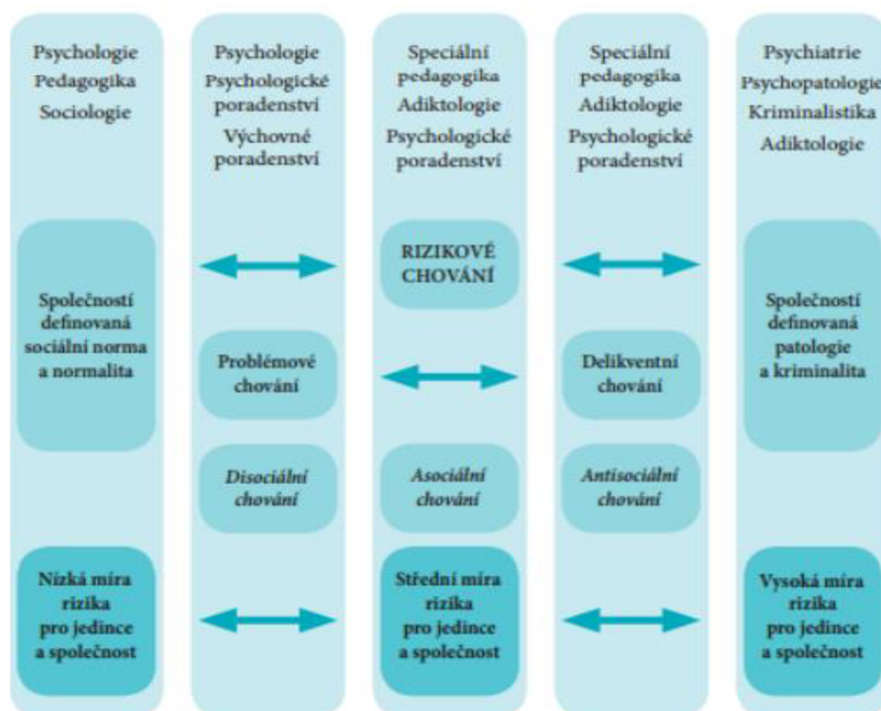 Psychologie
Pedagogika
Sociologie
Psychologie
Psychologické
poradenství
Výchovné
poradenství
Speciální
pedagogika
Adiktologie
Psychologické
poradenství
Speciální
pedagogika
Adiktologie
Psychologické
poradenství
Psychiatrie
Psychopatologie
Kriminalistika
Adiktologie
Společností
definovaná
sociální norma
a normalita
RIZIKOVÉ
CHOVÁNÍ
Společností
definovaná
patologie
a kriminalita
Problémové
chování
Delikventní
chování
Disociální
chování
Asociální
chování
Antisociální
chování
Nízká míra
rizika
pro jedince
a společnost
Střední míra
rizika
pro jedince
a společnost
Vysoká míra
rizika
pro jedince
a společnost